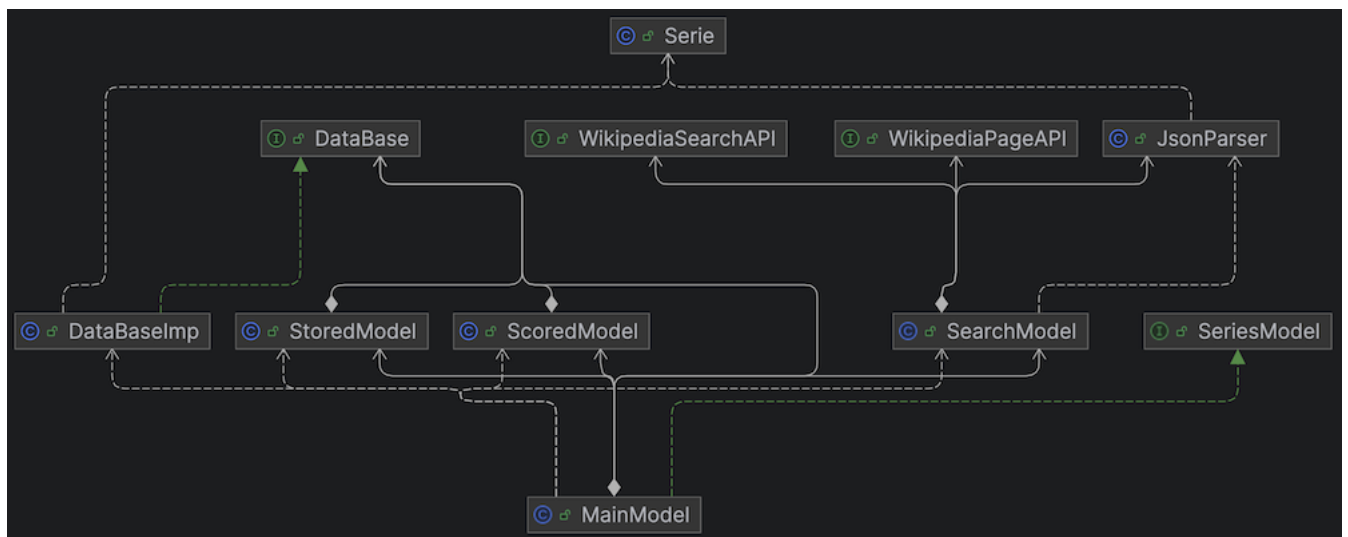 C Serie
I DataBase
I WikipediaSearchAPI
I WikipediaPageAPI
C JsonParser
C DataBaseImp
C StoredModel
C ScoredModel
C SearchModel
I SeriesModel
C MainModel